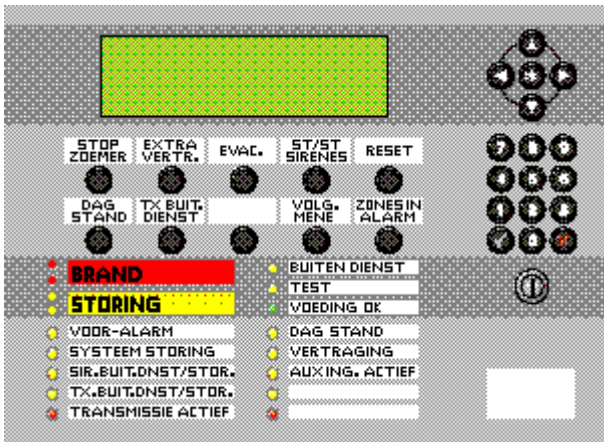 STOP ZOEMER
EXTRA VERTR.
EVAC.
ST/ST SIRENES
RESET
DAG STAND
TX BUIT. DIENST
VOLG. MENE
ZONES IN ALARM
BRAND
STORING
VOOR-ALARM
SYSTEEM STORING
SIR.BUIT.DNST/STOR.
TX.BUIT.DNST/STOR.
TRANSMISSIE ACTIEF
BUITEN DIENST
TEST
VOEDING OK
DAG STAND
VERTRAGING
AUX ING. ACTIEF